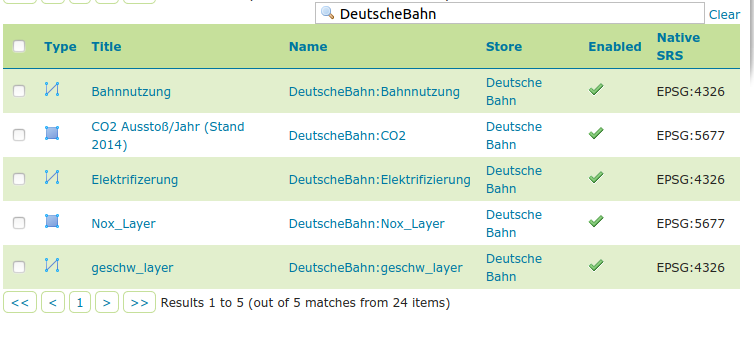 DeutscheBahn Clear
Type Title Name Store Enabled Native
SRS
Bahnnutzung DeutscheBahn:Bahnnutzung Deutsche
Bahn EPSG:4326
CO2 Ausstoß/Jahr (Stand
2014) DeutscheBahn:CO2 Deutsche
Bahn EPSG:5677
Elektrifizerung DeutscheBahn:Elektrifizierung Deutsche
Bahn EPSG:4326
Nox_Layer DeutscheBahn:Nox_Layer Deutsche
Bahn EPSG:5677
geschw_layer DeutscheBahn:geschw_layer Deutsche
Bahn EPSG:4326
<< < 1 > >> Results 1 to 5 (out of 5 matches from 24 items)